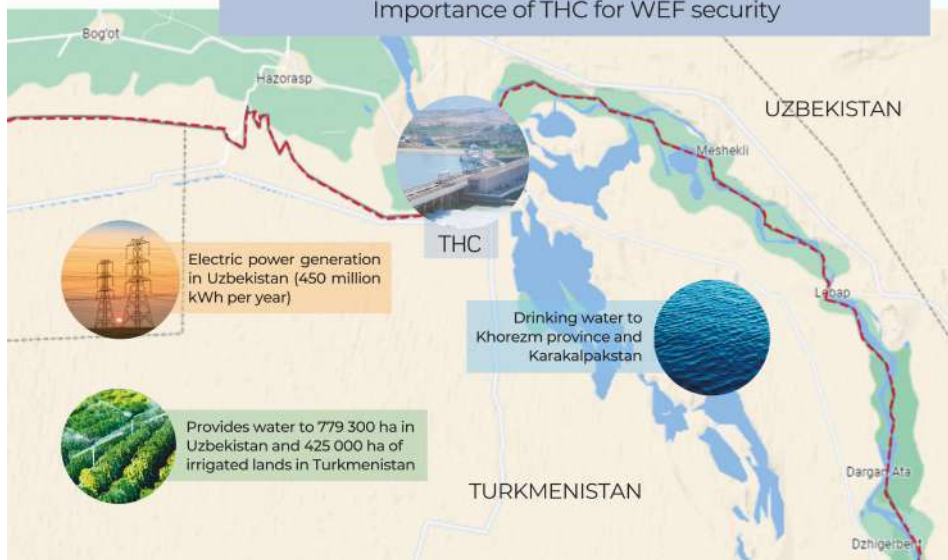 Importance of THC for WEF security
Bog'ot
Hazorasp
UZBEKISTAN
Meshekli
THC
Electric power generation
in Uzbekistan (450 million
kWh per year)
Lebap
Drinking water to
Khorezm province and
Karakalpakstan
Provides water to 779 300 ha in
Uzbekistan and 425 000 ha of
irrigated lands in Turkmenistan
Dargan Ata
TURKMENISTAN
Dzhigerbent